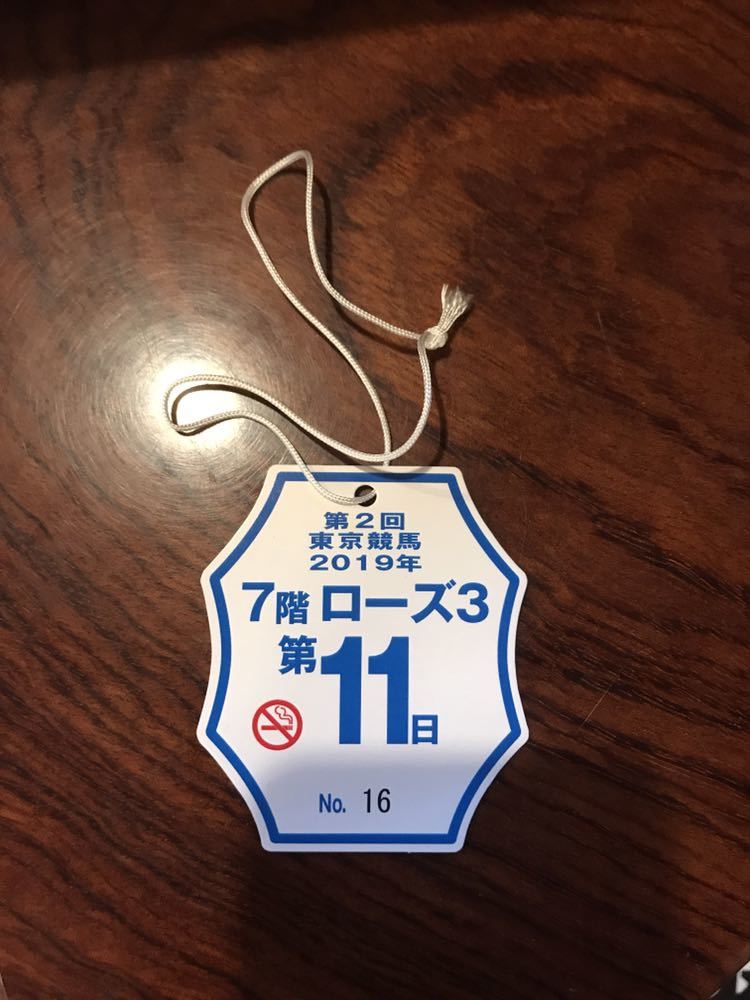 第2回
東京競馬
2019年
7階 ローズ3
第11日
No. 16